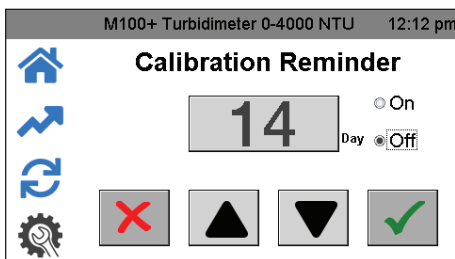 M100+ Turbidimeter 0-4000 NTU 12:12 pm
Calibration Reminder
14
Day
On
Off